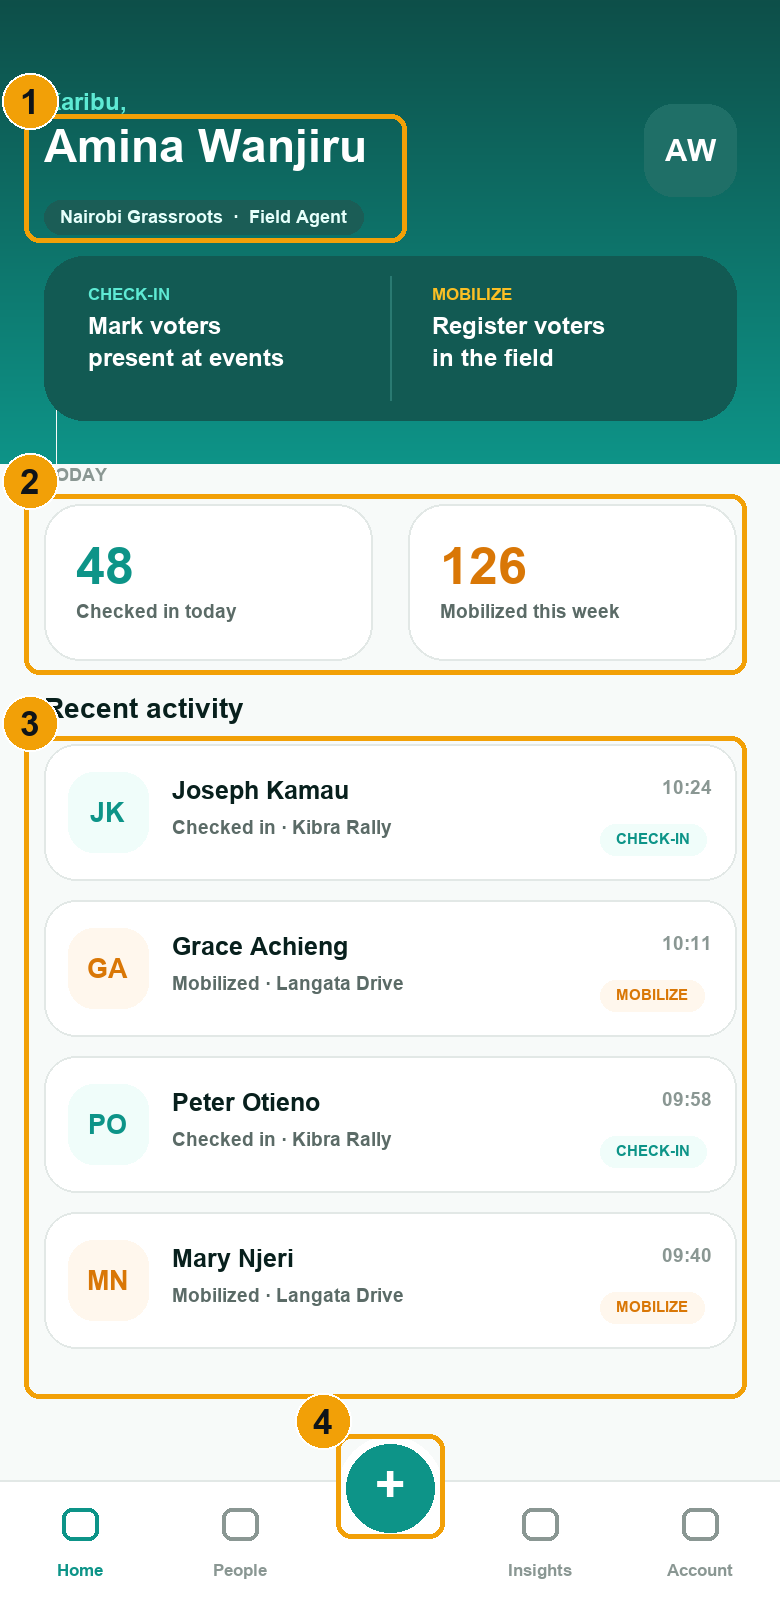 1
Karibu,
Amina Wanjiru
AW
Nairobi Grassroots · Field Agent
CHECK-IN
Mark voters
present at events
MOBILIZE
Register voters
in the field
2
TODAY
48
Checked in today
126
Mobilized this week
3
Recent activity
JK
Joseph Kamau
Checked in · Kibra Rally
10:24
CHECK-IN
GA
Grace Achieng
Mobilized · Langata Drive
10:11
MOBILIZE
PO
Peter Otieno
Checked in · Kibra Rally
09:58
CHECK-IN
MN
Mary Njeri
Mobilized · Langata Drive
09:40
MOBILIZE
4
+
Home
People
Insights
Account